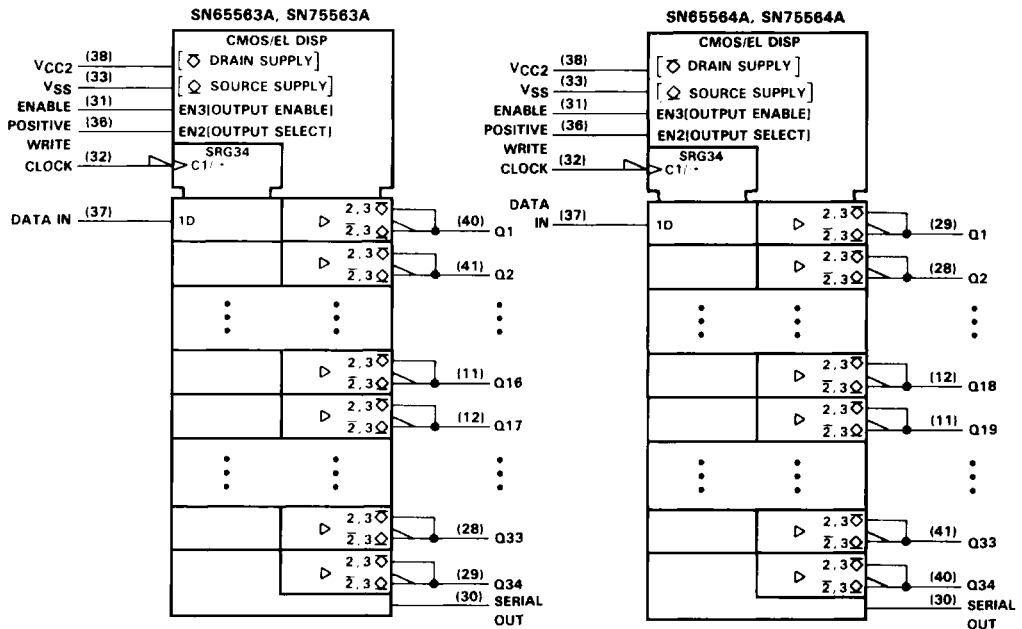 SN65563A, SN75563A
CMOS/EL DISP
[ ⎏ DRAIN SUPPLY ]
[ ⎐ SOURCE SUPPLY ]
EN3[OUTPUT ENABLE]
EN2[OUTPUT SELECT]
SRG34
C1/→
VCC2 (38)
VSS (33)
ENABLE (31)
POSITIVE (36)
WRITE
CLOCK (32)
DATA IN (37)
1D
▷ 2,3
2̅,3
(40) Q1
▷ 2,3
2̅,3
(41) Q2
▷ 2,3
2̅,3
(11) Q16
▷ 2,3
2̅,3
(12) Q17
▷ 2,3
2̅,3
(28) Q33
▷ 2,3
2̅,3
(29) Q34
(30) SERIAL
OUT
SN65564A, SN75564A
CMOS/EL DISP
[ ⎏ DRAIN SUPPLY ]
[ ⎐ SOURCE SUPPLY ]
EN3[OUTPUT ENABLE]
EN2[OUTPUT SELECT]
SRG34
C1/→
VCC2 (38)
VSS (33)
ENABLE (31)
POSITIVE (36)
WRITE
CLOCK (32)
DATA
IN (37)
1D
▷ 2,3
2̅,3
(29) Q1
▷ 2,3
2̅,3
(28) Q2
▷ 2,3
2̅,3
(12) Q18
▷ 2,3
2̅,3
(11) Q19
▷ 2,3
2̅,3
(41) Q33
▷ 2,3
2̅,3
(40) Q34
(30) SERIAL
OUT